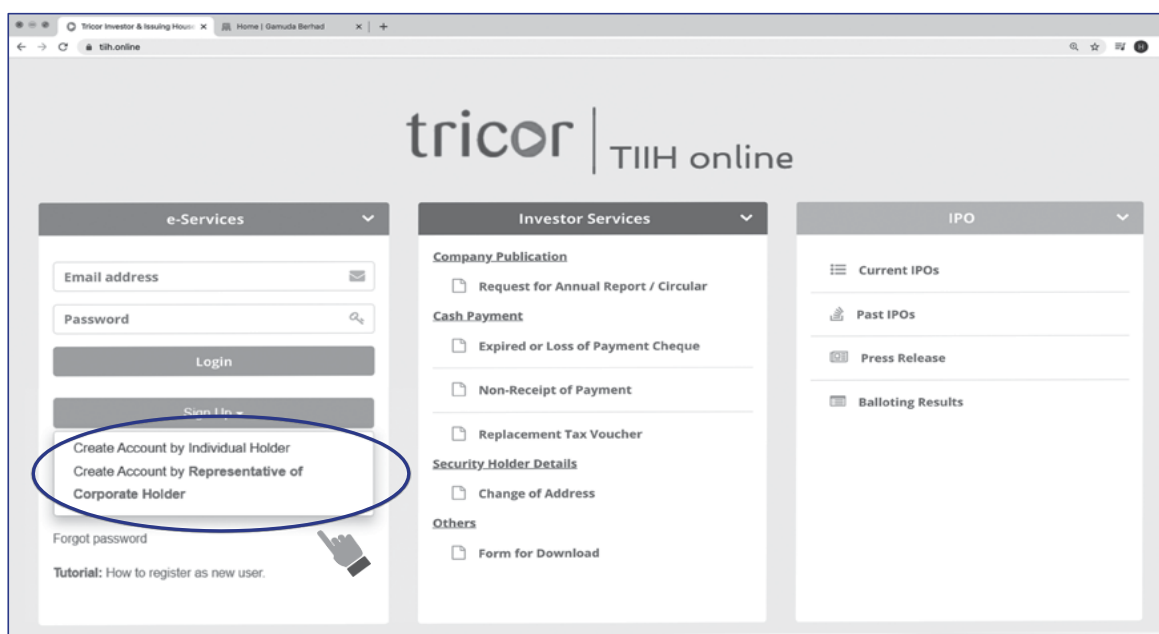 Tricor Investor & Issuing House
Home | Gamuda Berhad
tiih.online
H
tricor | TIIH online
e-Services
Email address
Password
Login
Sign Up
Create Account by Individual Holder
Create Account by Representative of
Corporate Holder
Forgot password
Tutorial: How to register as new user.
Investor Services
Company Publication
Request for Annual Report / Circular
Cash Payment
Expired or Loss of Payment Cheque
Non-Receipt of Payment
Replacement Tax Voucher
Security Holder Details
Change of Address
Others
Form for Download
IPO
Current IPOs
Past IPOs
Press Release
Balloting Results